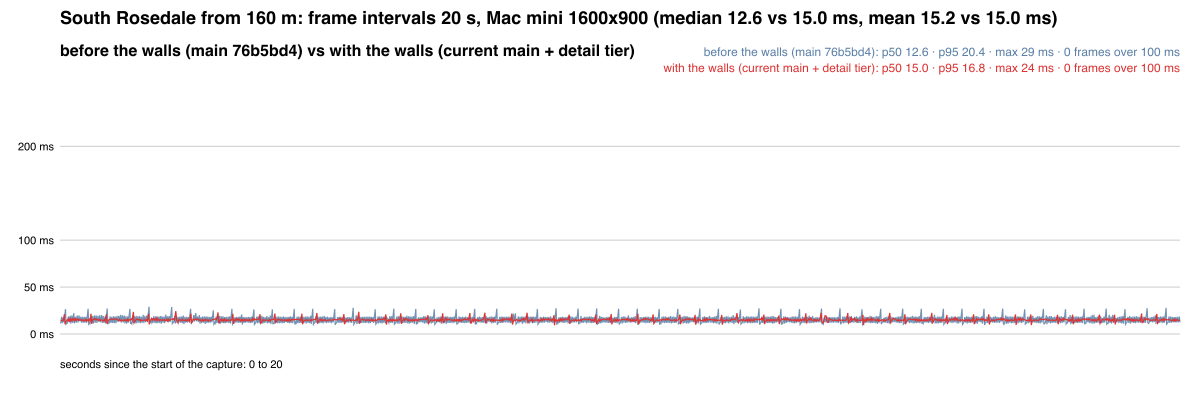 South Rosedale from 160 m: frame intervals 20 s, Mac mini 1600x900 (median 12.6 vs 15.0 ms, mean 15.2 vs 15.0 ms)
before the walls (main 76b5bd4) vs with the walls (current main + detail tier)
before the walls (main 76b5bd4): p50 12.6 · p95 20.4 · max 29 ms · 0 frames over 100 ms
with the walls (current main + detail tier): p50 15.0 · p95 16.8 · max 24 ms · 0 frames over 100 ms
200 ms
100 ms
50 ms
0 ms
seconds since the start of the capture: 0 to 20